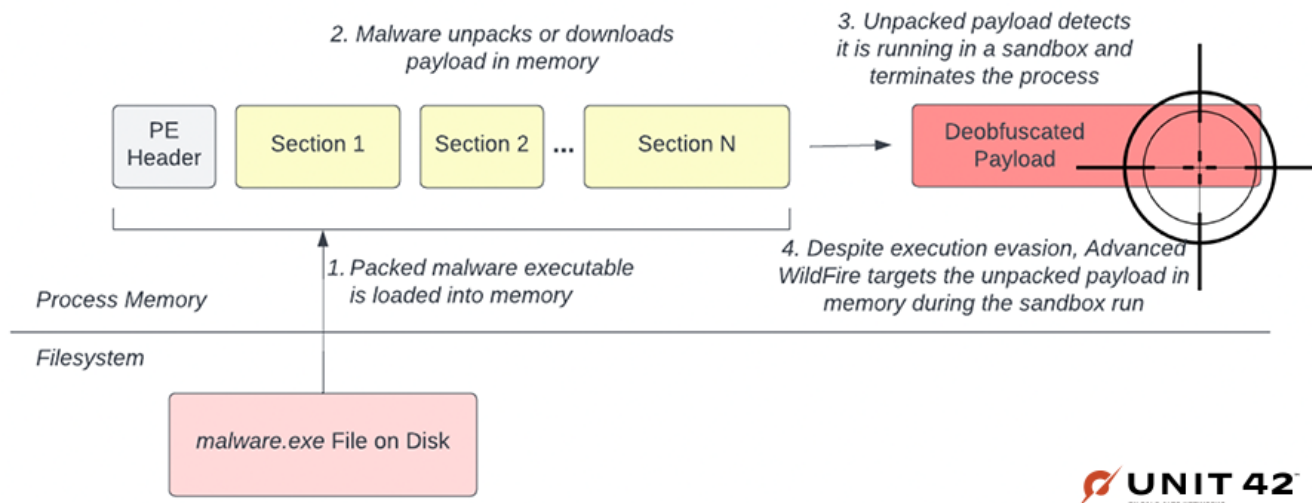 2. Malware unpacks or downloads
payload in memory
3. Unpacked payload detects
it is running in a sandbox and
terminates the process
PE
Header
Section 1
Section 2
...
Section N
Deobfuscated
Payload
1. Packed malware executable
is loaded into memory
4. Despite execution evasion, Advanced
WildFire targets the unpacked payload in
memory during the sandbox run
Process Memory
Filesystem
malware.exe File on Disk
UNIT 42